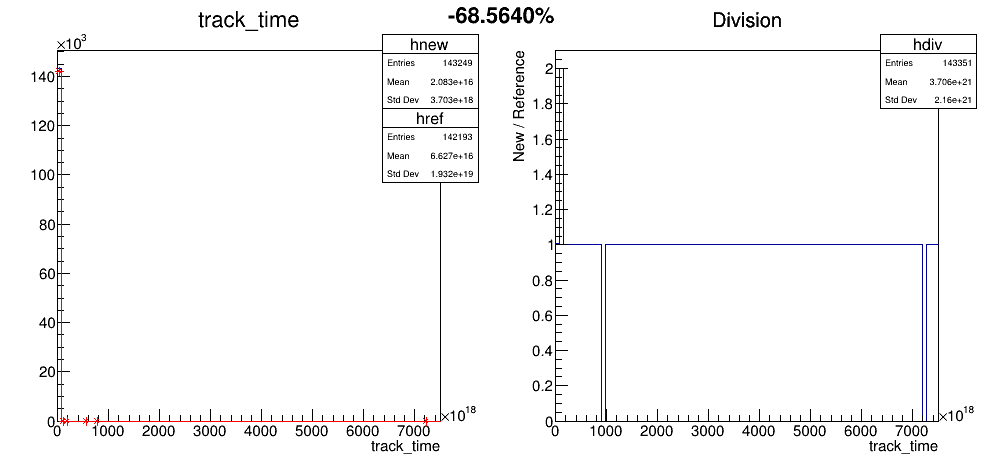 -68.5640%
track_time
×10³
140
120
100
80
60
40
20
0
0 1000 2000 3000 4000 5000 6000 7000
×10¹⁸
track_time
hnew
Entries 143249
Mean 2.083e+16
Std Dev 3.703e+18
href
Entries 142193
Mean 6.627e+16
Std Dev 1.932e+19
Division
New / Reference
2
1.8
1.6
1.4
1.2
1
0.8
0.6
0.4
0.2
0
0 1000 2000 3000 4000 5000 6000 7000
×10¹⁸
track_time
hdiv
Entries 143351
Mean 3.706e+21
Std Dev 2.16e+21